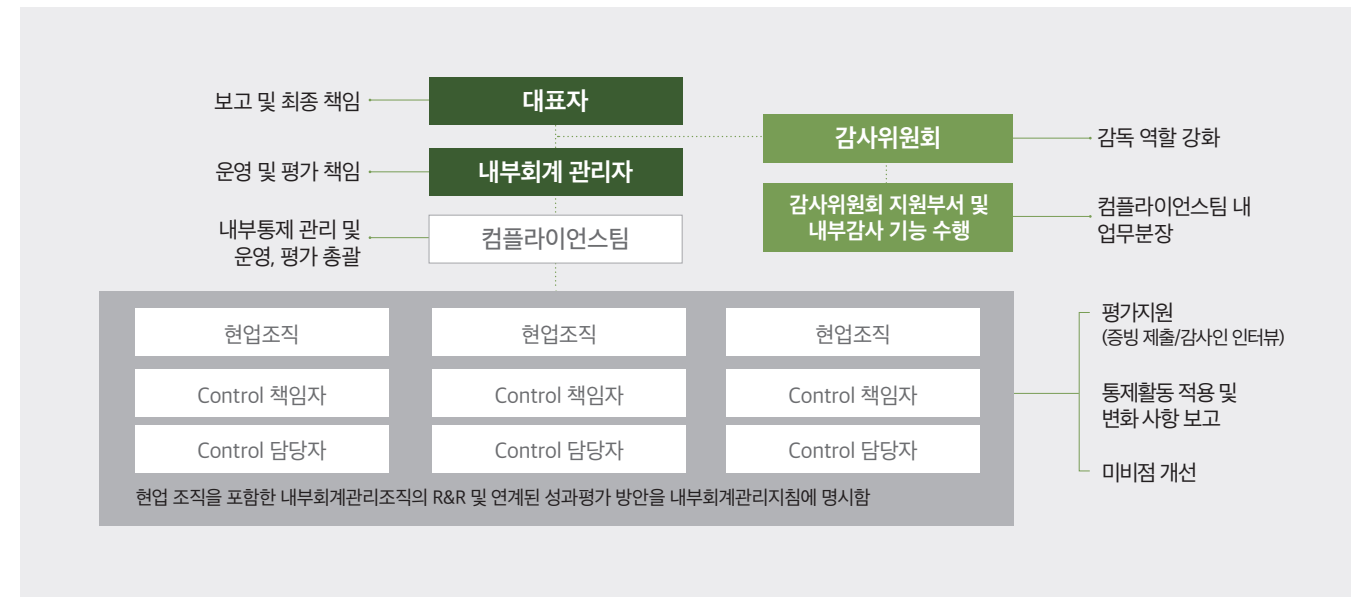 보고 및 최종 책임
대표자
감사위원회
감독 역할 강화
운영 및 평가 책임
내부회계 관리자
감사위원회 지원부서 및
내부감사 기능 수행
컴플라이언스팀 내
업무분장
내부통제 관리 및
운영, 평가 총괄
컴플라이언스팀
현업조직
현업조직
현업조직
Control 책임자
Control 책임자
Control 책임자
Control 담당자
Control 담당자
Control 담당자
현업 조직을 포함한 내부회계관리조직의 R&R 및 연계된 성과평가 방안을 내부회계관리지침에 명시함
평가지원
(증빙 제출/감사인 인터뷰)
통제활동 적용 및
변화 사항 보고
미비점 개선